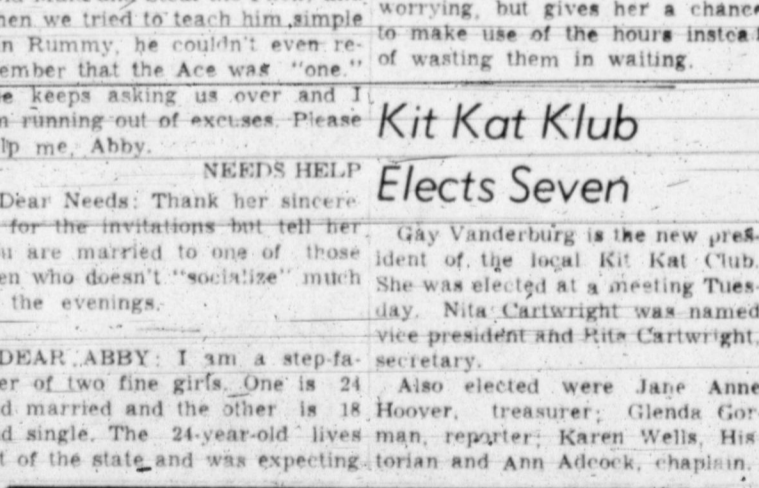 hen we tried to teach him simple
n Rummy, he couldn't even re-
ember that the Ace was "one."
e keeps asking us over and I
running out of excuses. Please
lp me, Abby.
NEEDS HELP
Dear Needs: Thank her sincere
for the invitations but tell her
u are married to one of those
en who doesn't "socialize" much
the evenings.
DEAR ABBY: I am a step-fa-
er of two fine girls. One is 24
d married and the other is 18
d single. The 24-year-old lives
t of the state and was expecting
worrying, but gives her a chance
to make use of the hours instea
of wasting them in waiting.
Kit Kat Klub
Elects Seven
Gay Vanderburg is the new pres-
ident of the local Kit Kat Club.
She was elected at a meeting Tues-
day. Nita Cartwright was named
vice president and Rita Cartwright,
secretary.
Also elected were Jane Anne
Hoover, treasurer; Glenda Gor
man, reporter; Karen Wells, His
torian and Ann Adcock, chaplain.